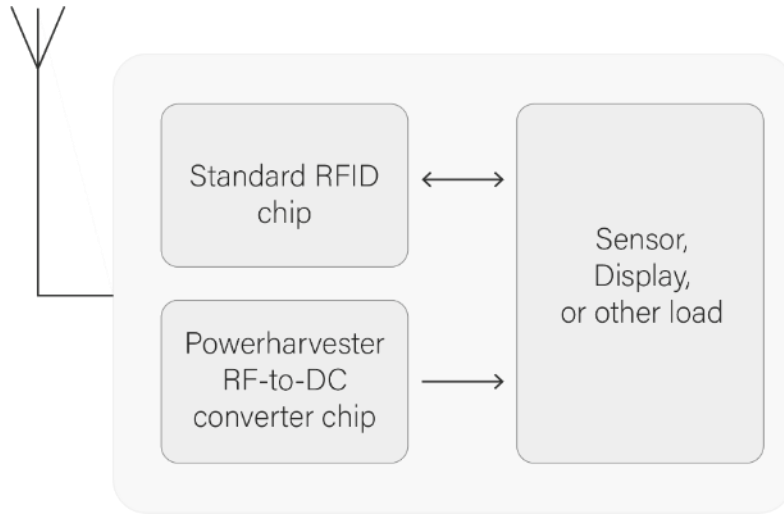 Standard RFID
chip
Powerharvester
RF-to-DC
converter chip
Sensor,
Display,
or other load